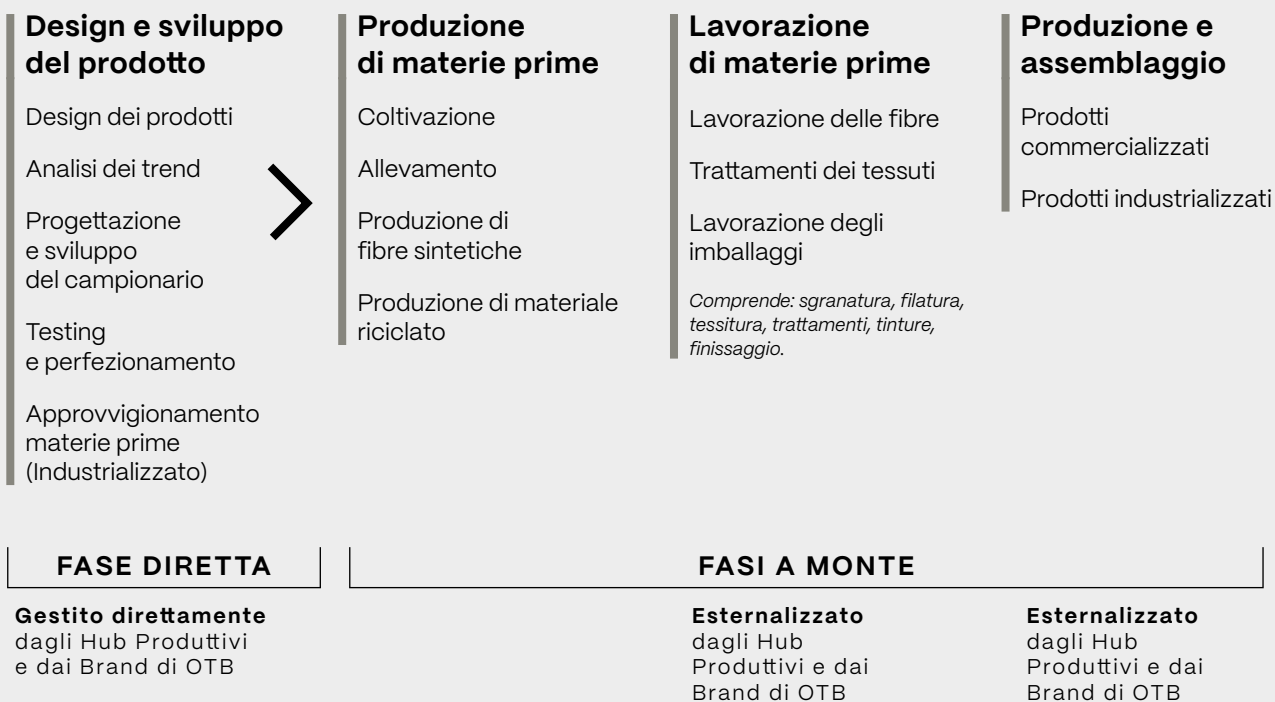 Design e sviluppo
del prodotto
Design dei prodotti
Analisi dei trend
Progettazione
e sviluppo
del campionario
Testing
e perfezionamento
Approvvigionamento
materie prime
(Industrializzato)
Produzione
di materie prime
Coltivazione
Allevamento
Produzione di
fibre sintetiche
Produzione di materiale
riciclato
Lavorazione
di materie prime
Lavorazione delle fibre
Trattamenti dei tessuti
Lavorazione degli
imballaggi
Comprende: sgranatura, filatura,
tessitura, trattamenti, tinture,
finissaggio.
Produzione e
assemblaggio
Prodotti
commercializzati
Prodotti industrializzati
FASE DIRETTA
Gestito direttamente
dagli Hub Produttivi
e dai Brand di OTB
FASI A MONTE
Esternalizzato
dagli Hub
Produttivi e dai
Brand di OTB
Esternalizzato
dagli Hub
Produttivi e dai
Brand di OTB